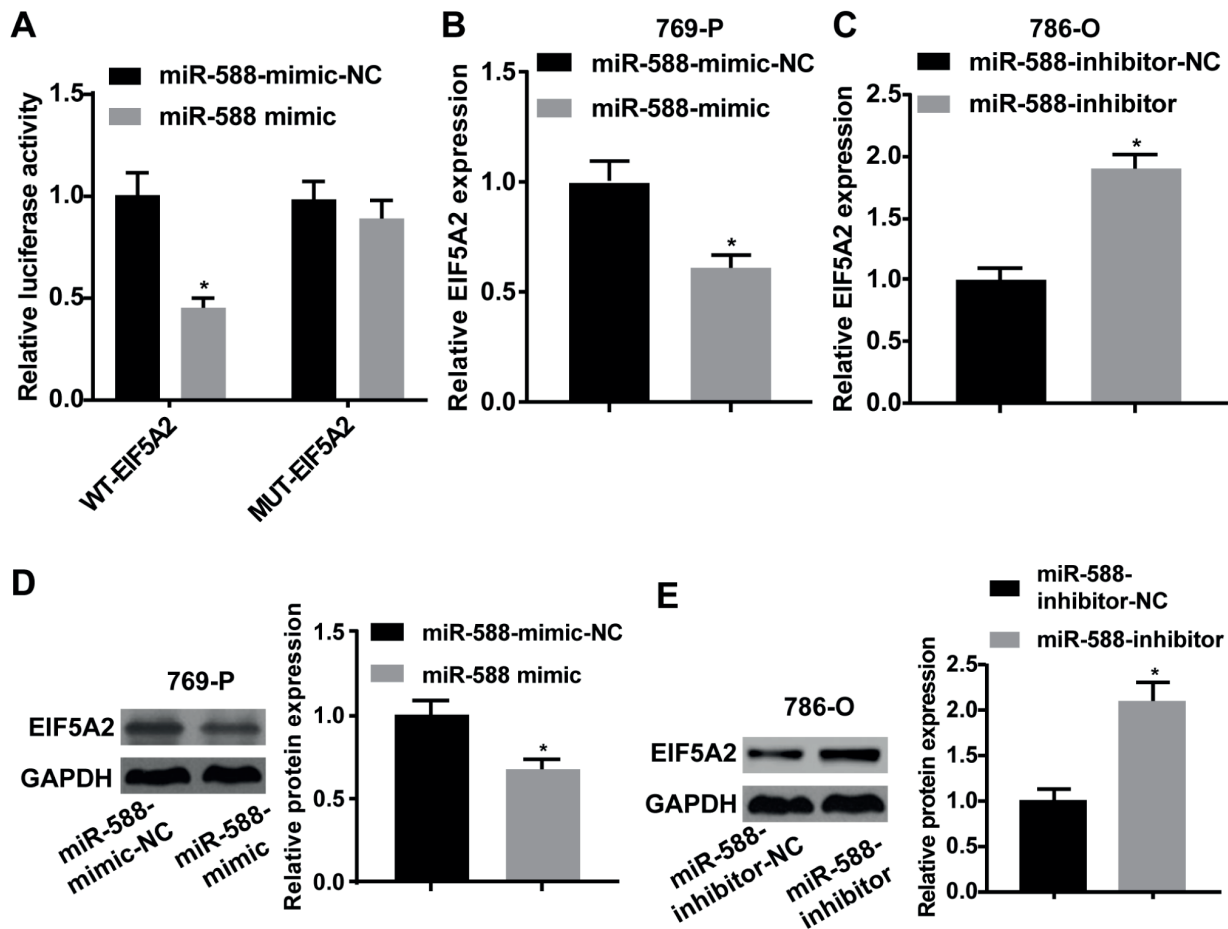 A
miR-588-mimic-NC
miR-588 mimic
Relative luciferase activity
1.5
1.0
0.5
0.0
*
WT-EIF5A2
MUT-EIF5A2
B
769-P
miR-588-mimic-NC
miR-588-mimic
Relative EIF5A2 expression
1.5
1.0
0.5
0.0
*
C
786-O
miR-588-inhibitor-NC
miR-588-inhibitor
Relative EIF5A2 expression
2.5
2.0
1.5
1.0
0.5
0.0
*
D
769-P
EIF5A2
GAPDH
miR-588-
mimic-NC
miR-588-
mimic
miR-588-mimic-NC
miR-588 mimic
Relative protein expression
1.5
1.0
0.5
0.0
*
E
786-O
EIF5A2
GAPDH
miR-588-
inhibitor-NC
miR-588-
inhibitor
miR-588-
inhibitor-NC
miR-588-inhibitor
Relative protein expression
2.5
2.0
1.5
1.0
0.5
0.0
*